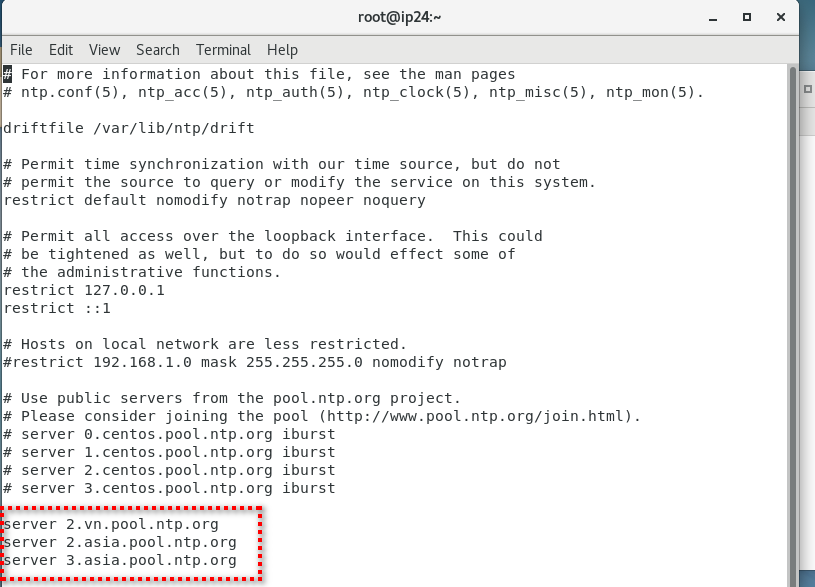 root@ip24:~
File Edit View Search Terminal Help
# For more information about this file, see the man pages
# ntp.conf(5), ntp_acc(5), ntp_auth(5), ntp_clock(5), ntp_misc(5), ntp_mon(5).
driftfile /var/lib/ntp/drift
# Permit time synchronization with our time source, but do not
# permit the source to query or modify the service on this system.
restrict default nomodify notrap nopeer noquery
# Permit all access over the loopback interface.  This could
# be tightened as well, but to do so would effect some of
# the administrative functions.
restrict 127.0.0.1
restrict ::1
# Hosts on local network are less restricted.
#restrict 192.168.1.0 mask 255.255.255.0 nomodify notrap
# Use public servers from the pool.ntp.org project.
# Please consider joining the pool (http://www.pool.ntp.org/join.html).
# server 0.centos.pool.ntp.org iburst
# server 1.centos.pool.ntp.org iburst
# server 2.centos.pool.ntp.org iburst
# server 3.centos.pool.ntp.org iburst
server 2.vn.pool.ntp.org
server 2.asia.pool.ntp.org
server 3.asia.pool.ntp.org